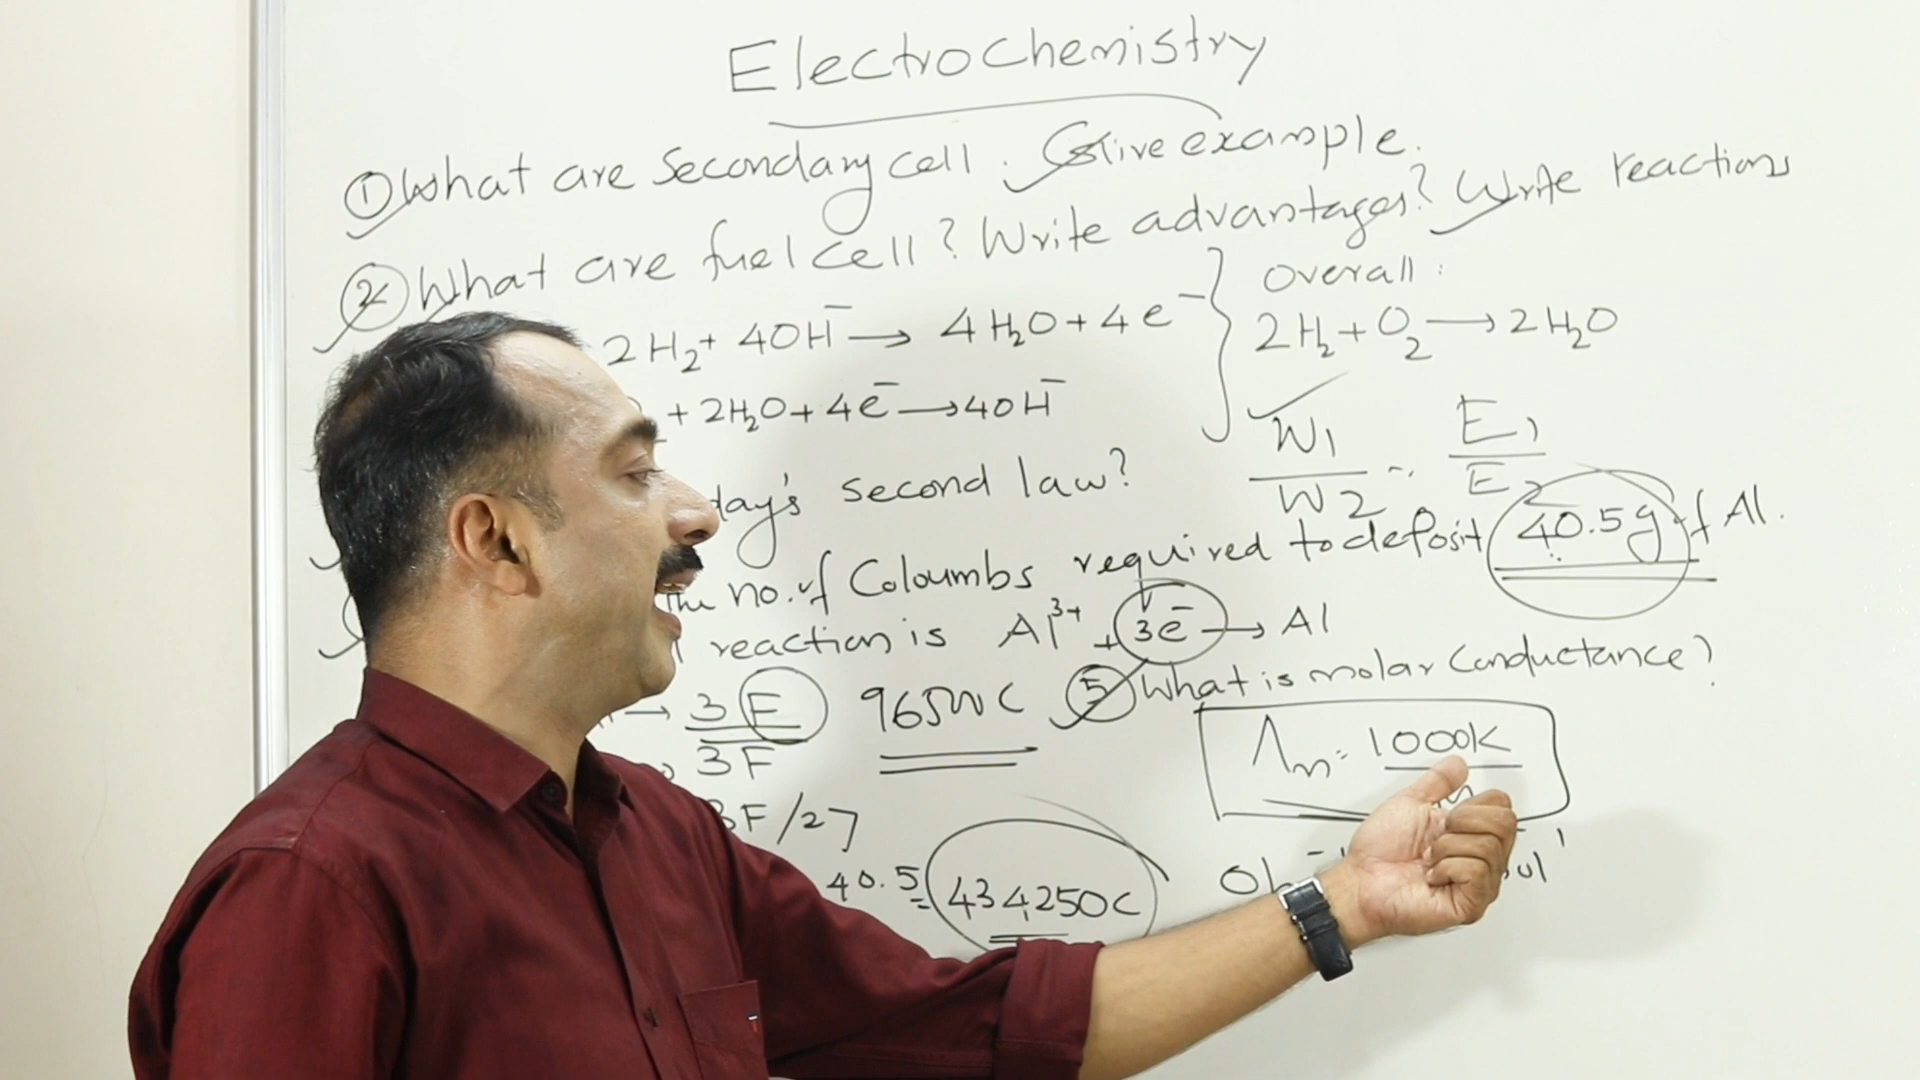 Electrochemistry
① What are Secondary cell. Give example.
② What are fuel cell? Write advantages? Write reactions
2H₂ + 4OH⁻ → 4H₂O + 4e⁻
+ 2H₂O + 4e⁻ → 4OH⁻
Overall:
2H₂ + O₂ → 2H₂O
day's second law?
W1/W2 = E1/E2
The no. of Coloumbs required to deposit 40.5g of Al.
reaction is Al³⁺ + 3e⁻ → Al
→ 3F 96500C
3F
3F/27
40.5 = 434250C
⑤ What is molar Conductance?
Λm = 1000K